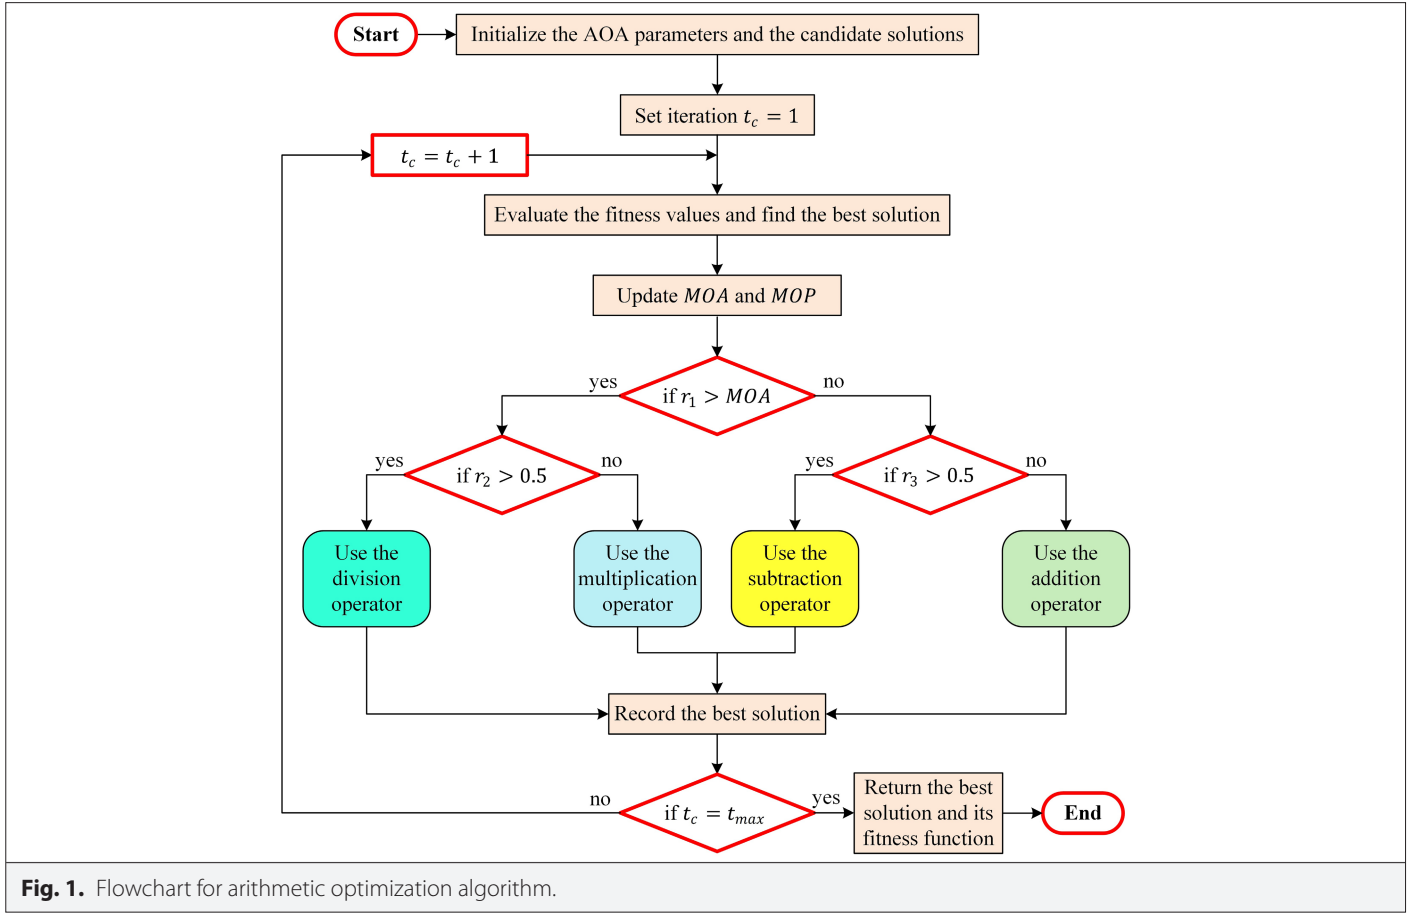 Start
Initialize the AOA parameters and the candidate solutions
Set iteration t_c = 1
t_c = t_c + 1
Evaluate the fitness values and find the best solution
Update MOA and MOP
yes
if r_1 > MOA
no
yes
if r_2 > 0.5
no
yes
if r_3 > 0.5
no
Use the
division
operator
Use the
multiplication
operator
Use the
subtraction
operator
Use the
addition
operator
Record the best solution
no
if t_c = t_max
yes
Return the best
solution and its
fitness function
End
Fig. 1. Flowchart for arithmetic optimization algorithm.